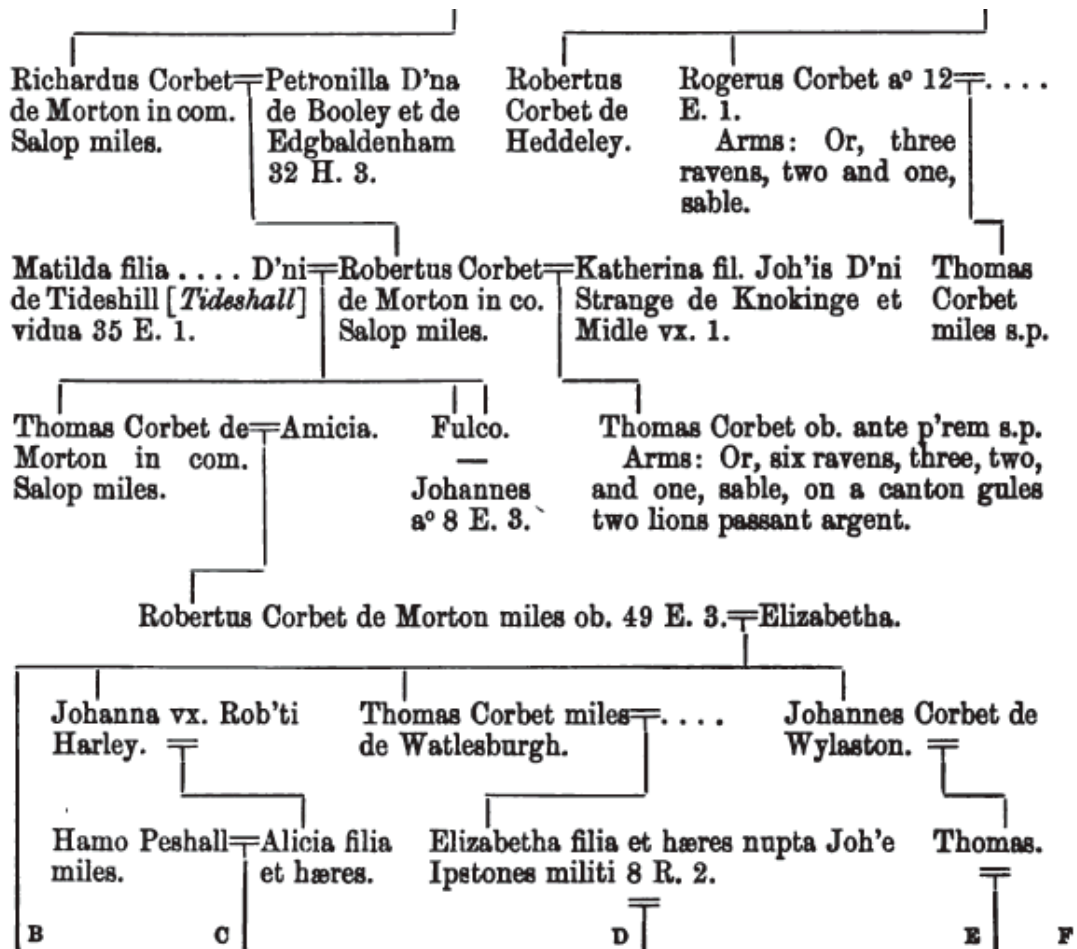 Richardus Corbet Petronilla D'na Robertus Rogerus Corbet aº 12 . . . .
de Morton in com. de Booley et de Corbet de E. 1.
Salop miles. Edgbaldenham Heddeley. Arms: Or, three
32 H. 3. ravens, two and one,
sable.
Matilda filia . . . . D'ni Robertus Corbet Katherina fil. Joh'is D'ni Thomas
de Tideshill [Tideshall] de Morton in co. Strange de Knokinge et Corbet
vidua 35 E. 1. Salop miles. Midle vx. 1. miles s.p.
Thomas Corbet de Amicia. Fulco. Thomas Corbet ob. ante p'rem s.p.
Morton in com. — Arms: Or, six ravens, three, two,
Salop miles. Johannes and one, sable, on a canton gules
aº 8 E. 3. two lions passant argent.
Robertus Corbet de Morton miles ob. 49 E. 3. Elizabetha.
Johanna vx. Rob'ti Thomas Corbet miles . . . . Johannes Corbet de
Harley. de Watlesburgh. Wylaston.
Hamo Peshall Alicia filia Elizabetha filia et hæres nupta Joh'e Thomas.
miles. et hæres. Ipstones militi 8 R. 2.
B C D E F